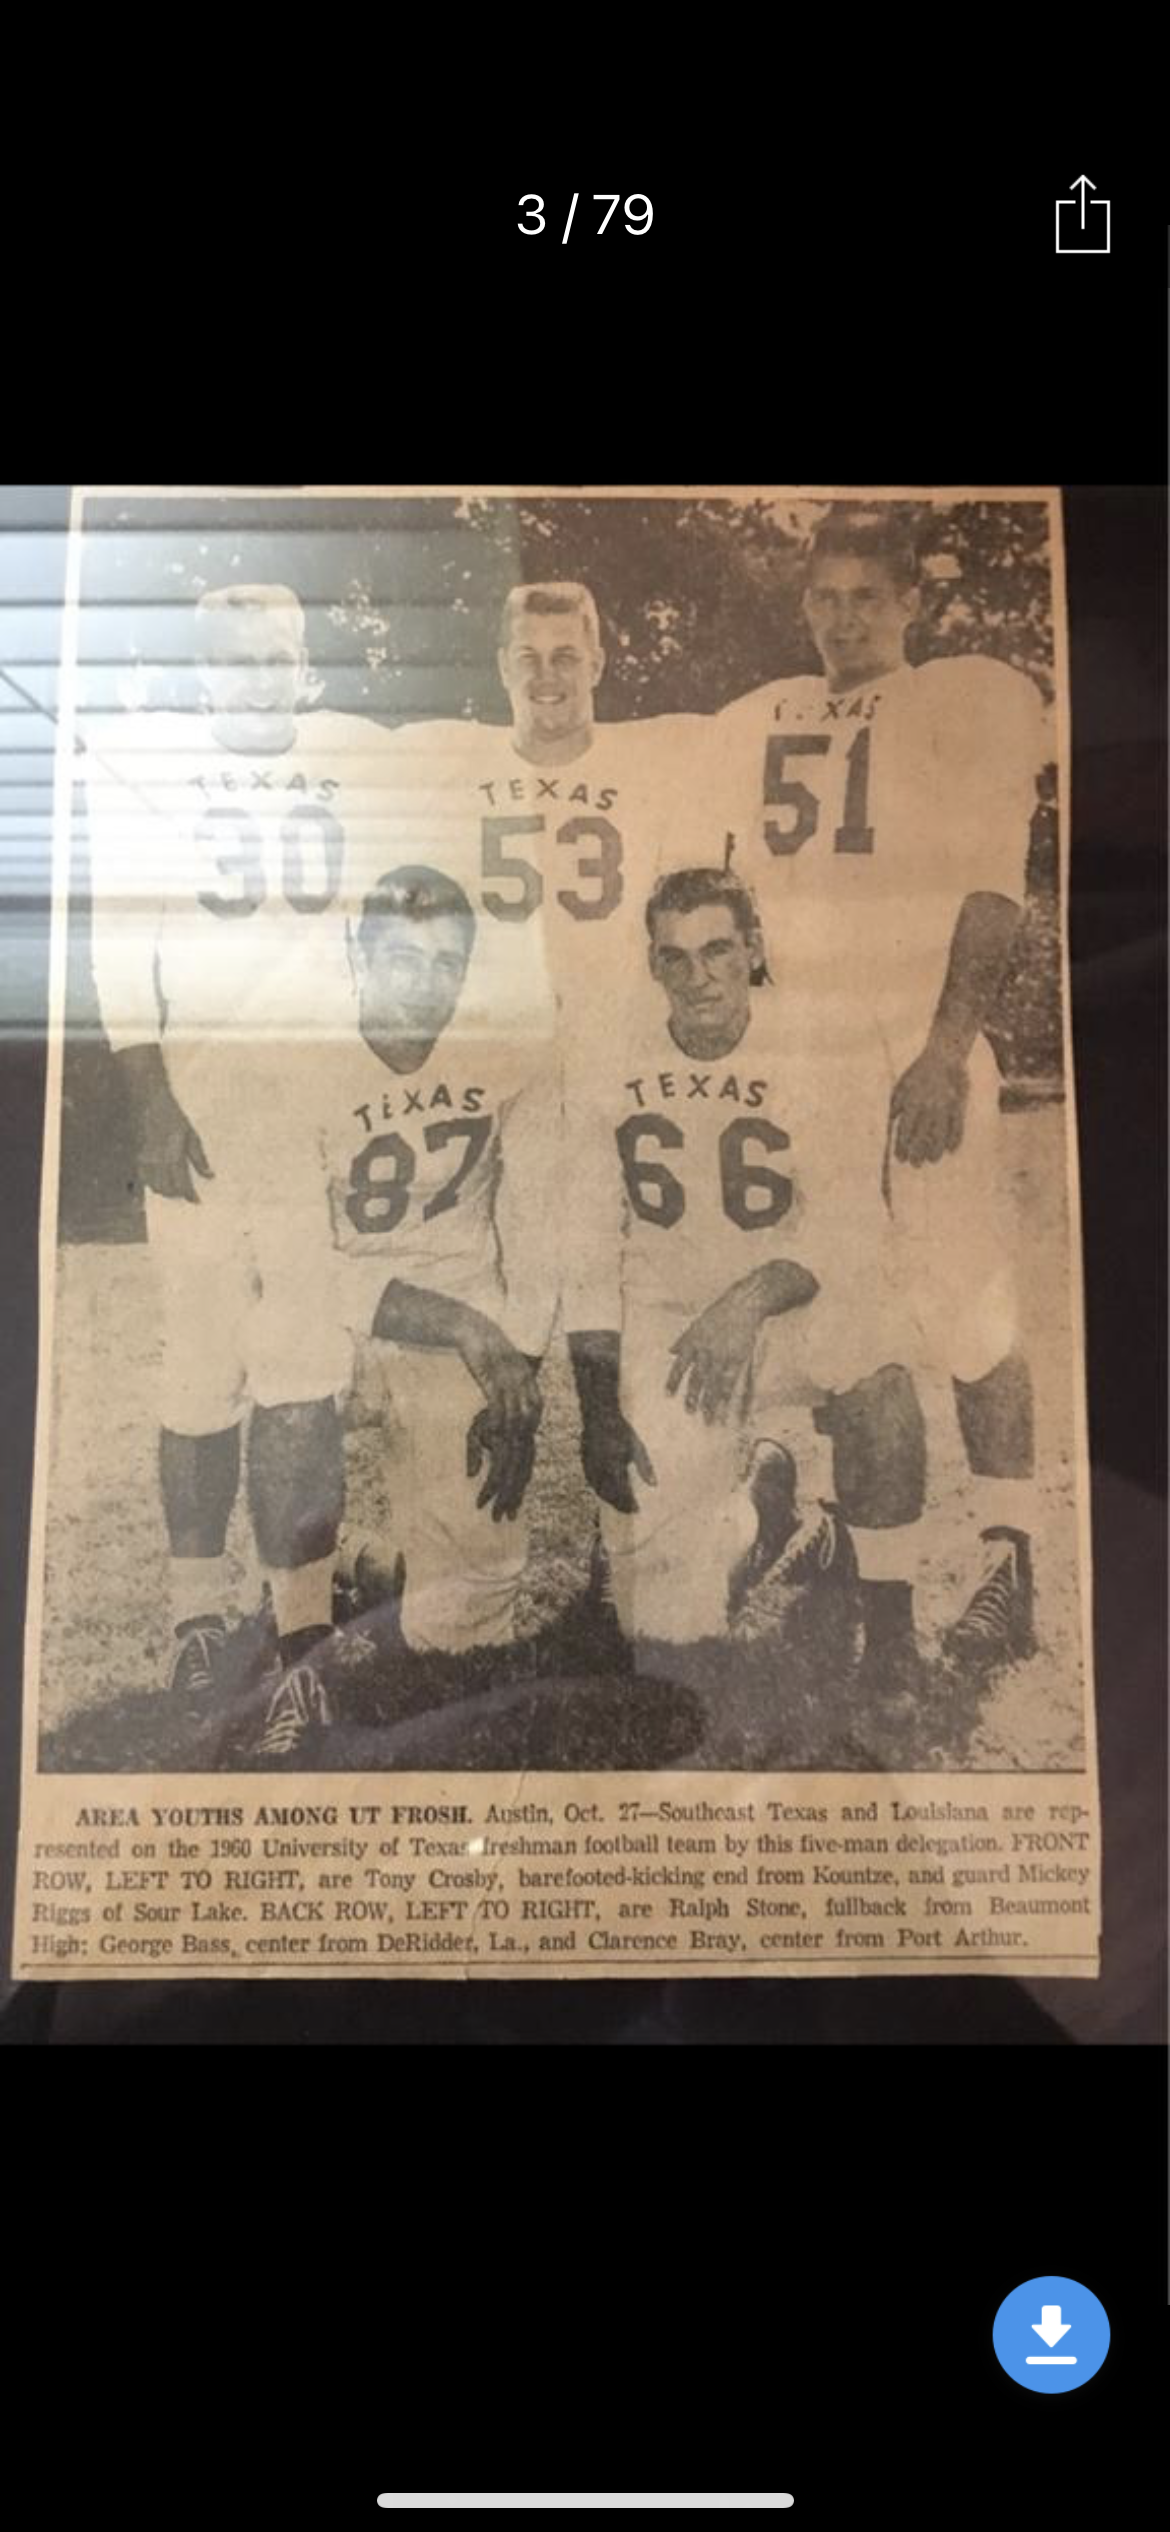 3 / 79
TEXAS
30
TEXAS
53
XAS
51
TEXAS
87
TEXAS
66
AREA YOUTHS AMONG UT FROSH. Austin, Oct. 27—Southeast Texas and Louisiana are rep-
resented on the 1960 University of Texas freshman football team by this five-man delegation. FRONT
ROW, LEFT TO RIGHT, are Tony Crosby, barefooted-kicking end from Kountze, and guard Mickey
Riggs of Sour Lake. BACK ROW, LEFT TO RIGHT, are Ralph Stone, fullback from Beaumont
High; George Bass, center from DeRidder, La., and Clarence Bray, center from Port Arthur.